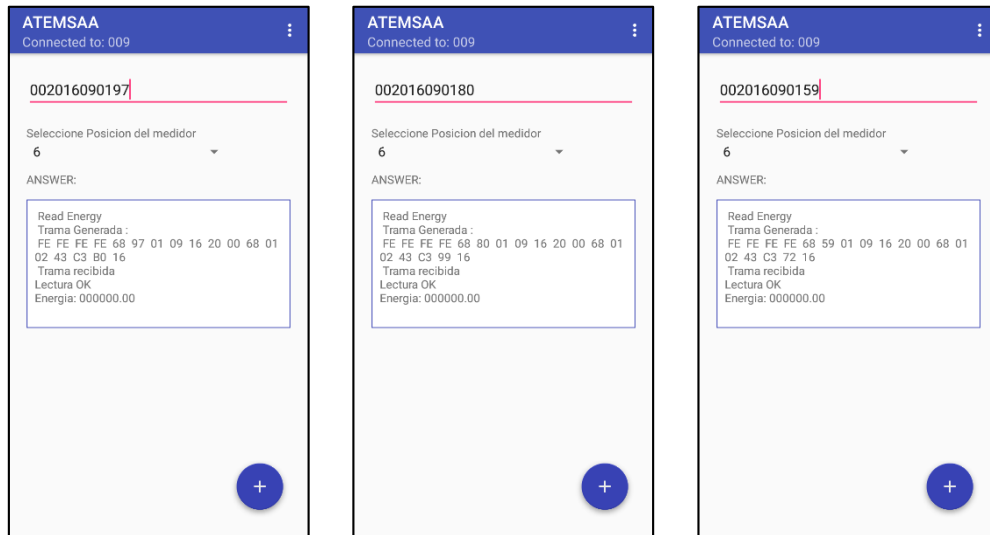 ATEMSAA
Connected to: 009
002016090197
Seleccione Posicion del medidor
6
ANSWER:
Read Energy
Trama Generada :
FE FE FE FE 68 97 01 09 16 20 00 68 01
02 43 C3 B0 16
Trama recibida
Lectura OK
Energia: 000000.00
+
ATEMSAA
Connected to: 009
002016090180
Seleccione Posicion del medidor
6
ANSWER:
Read Energy
Trama Generada :
FE FE FE FE 68 80 01 09 16 20 00 68 01
02 43 C3 99 16
Trama recibida
Lectura OK
Energia: 000000.00
+
ATEMSAA
Connected to: 009
002016090159
Seleccione Posicion del medidor
6
ANSWER:
Read Energy
Trama Generada :
FE FE FE FE 68 59 01 09 16 20 00 68 01
02 43 C3 72 16
Trama recibida
Lectura OK
Energia: 000000.00
+